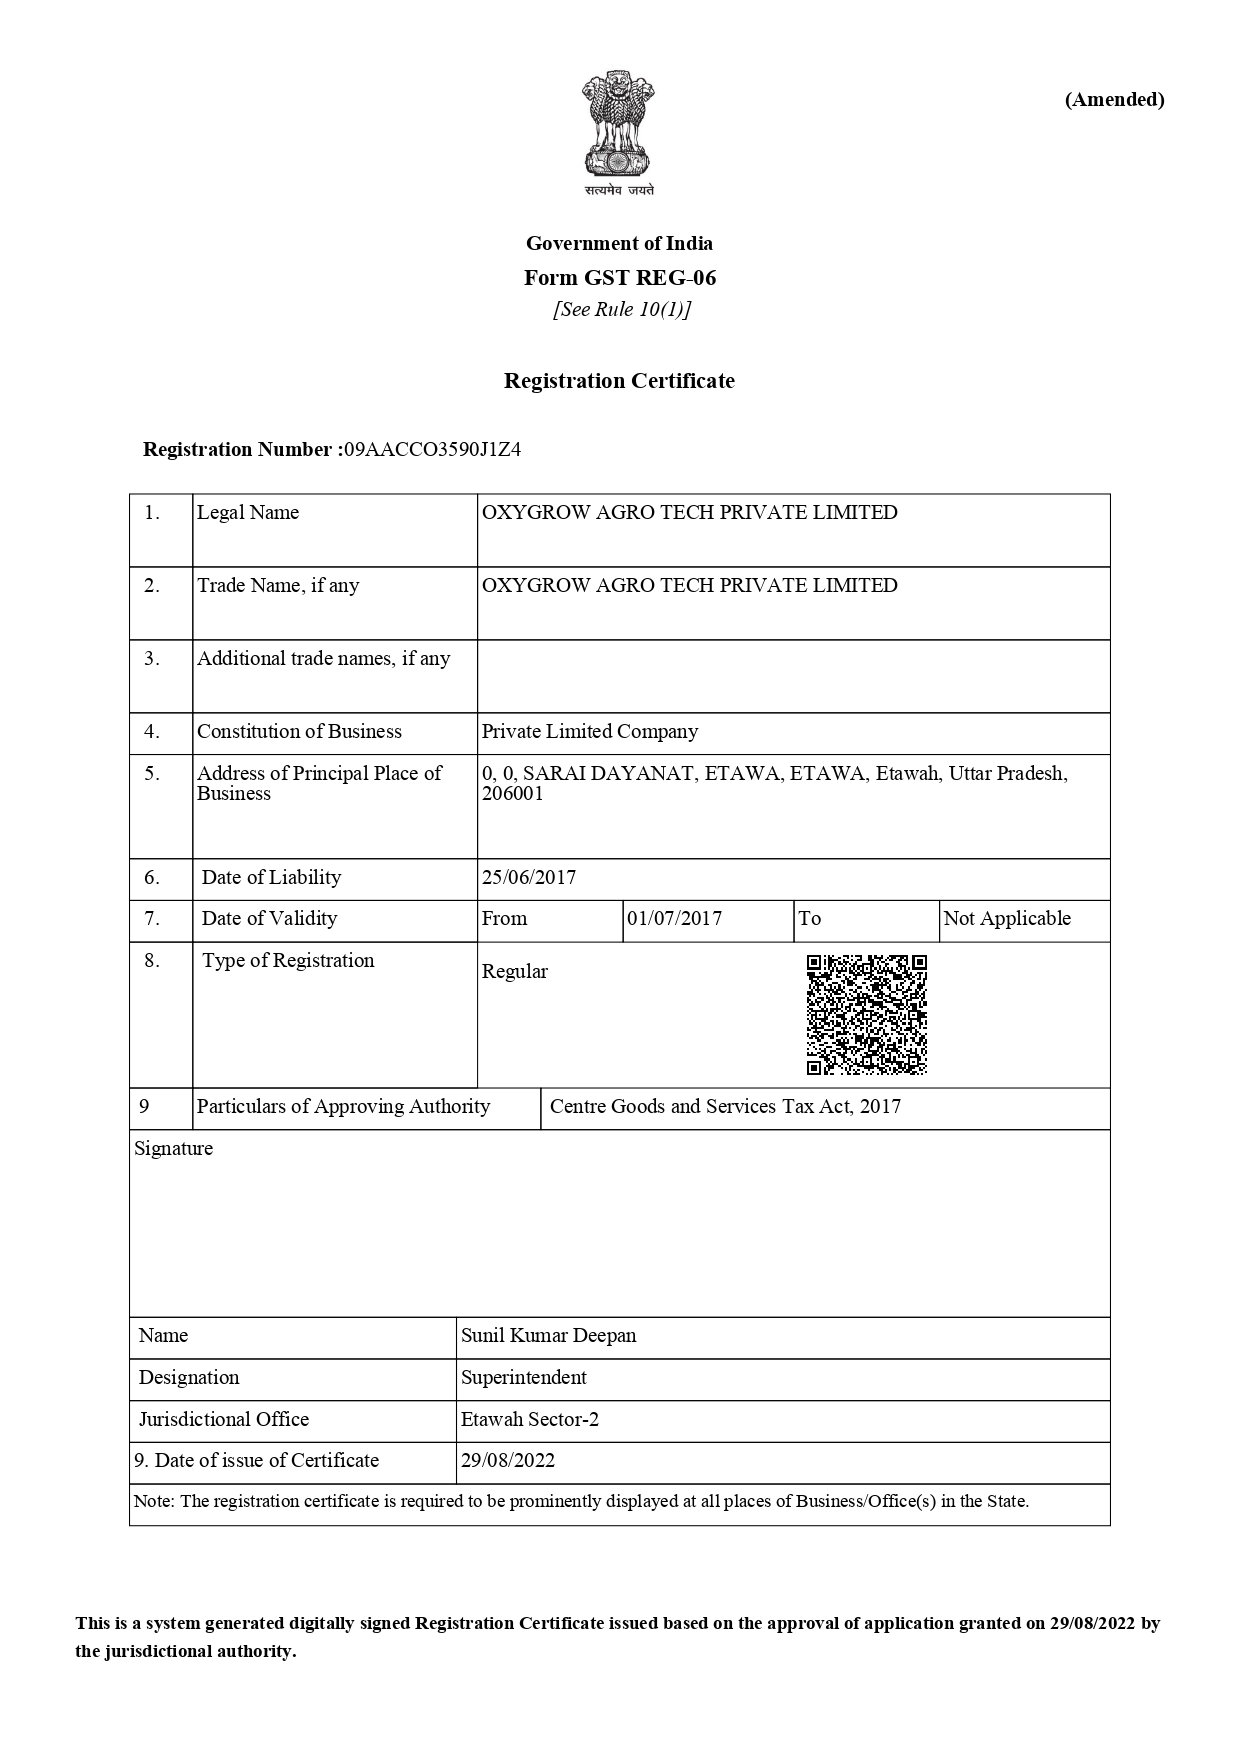 (Amended)
सत्यमेव जयते
Government of India
Form GST REG-06
[See Rule 10(1)]
Registration Certificate
Registration Number :09AACCO3590J1Z4
1. Legal Name OXYGROW AGRO TECH PRIVATE LIMITED
2. Trade Name, if any OXYGROW AGRO TECH PRIVATE LIMITED
3. Additional trade names, if any
4. Constitution of Business Private Limited Company
5. Address of Principal Place of 0, 0, SARAI DAYANAT, ETAWA, ETAWA, Etawah, Uttar Pradesh,
Business 206001
6. Date of Liability 25/06/2017
7. Date of Validity From 01/07/2017 To Not Applicable
8. Type of Registration Regular
9 Particulars of Approving Authority Centre Goods and Services Tax Act, 2017
Signature
Name Sunil Kumar Deepan
Designation Superintendent
Jurisdictional Office Etawah Sector-2
9. Date of issue of Certificate 29/08/2022
Note: The registration certificate is required to be prominently displayed at all places of Business/Office(s) in the State.
This is a system generated digitally signed Registration Certificate issued based on the approval of application granted on 29/08/2022 by
the jurisdictional authority.